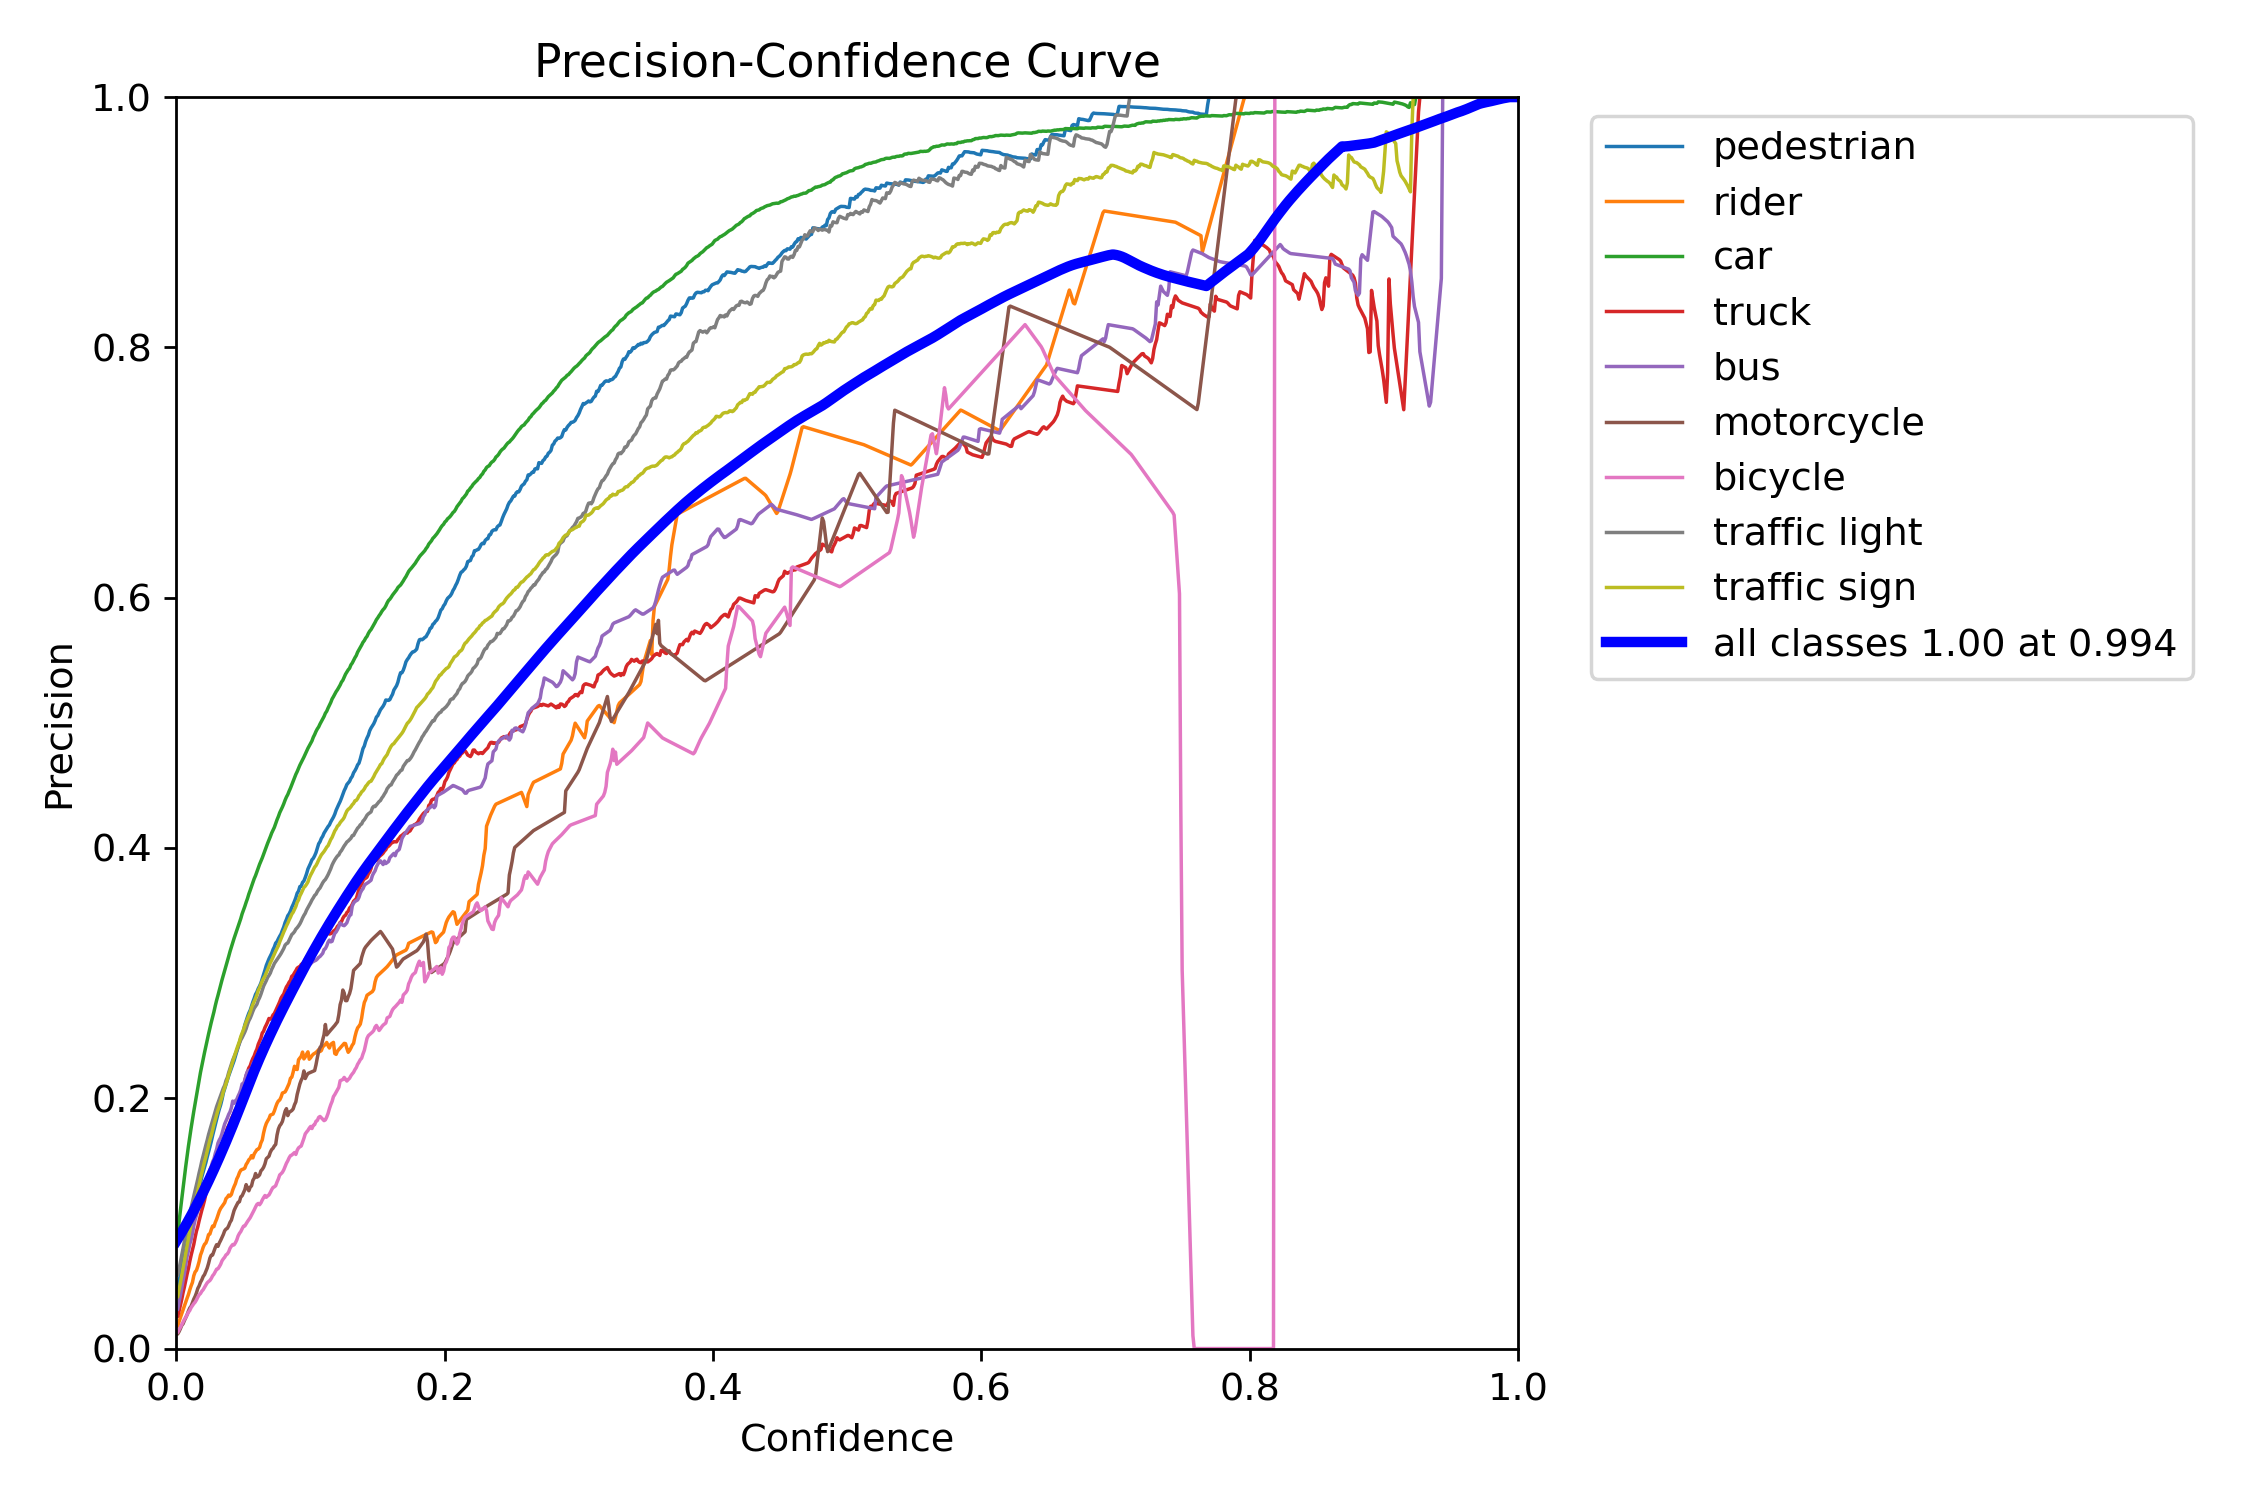 Precision-Confidence Curve
1.0
0.8
0.6
0.4
0.2
0.0
Precision
0.0 0.2 0.4 0.6 0.8 1.0
Confidence
pedestrian
rider
car
truck
bus
motorcycle
bicycle
traffic light
traffic sign
all classes 1.00 at 0.994